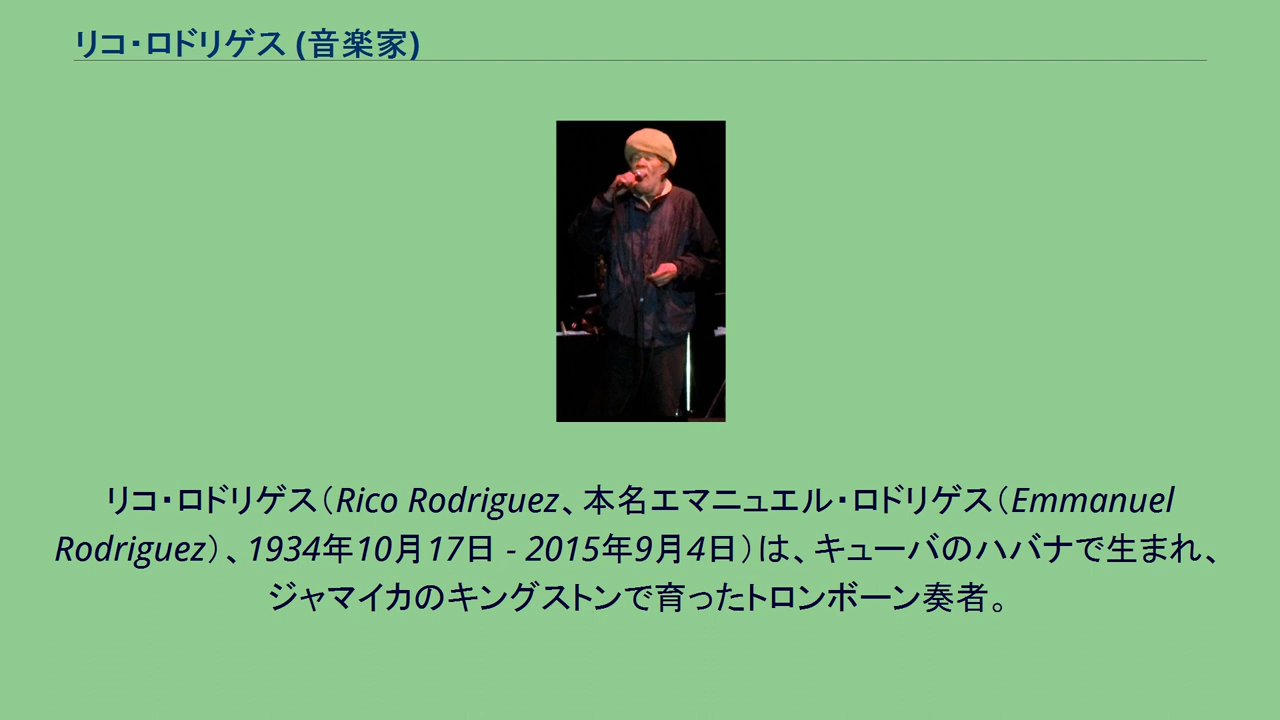 リコ・ロドリゲス (音楽家)
リコ・ロドリゲス（Rico Rodriguez、本名エマニュエル・ロドリゲス（Emmanuel
Rodriguez）、1934年10月17日 - 2015年9月4日）は、キューバのハバナで生まれ、
ジャマイカのキングストンで育ったトロンボーン奏者。